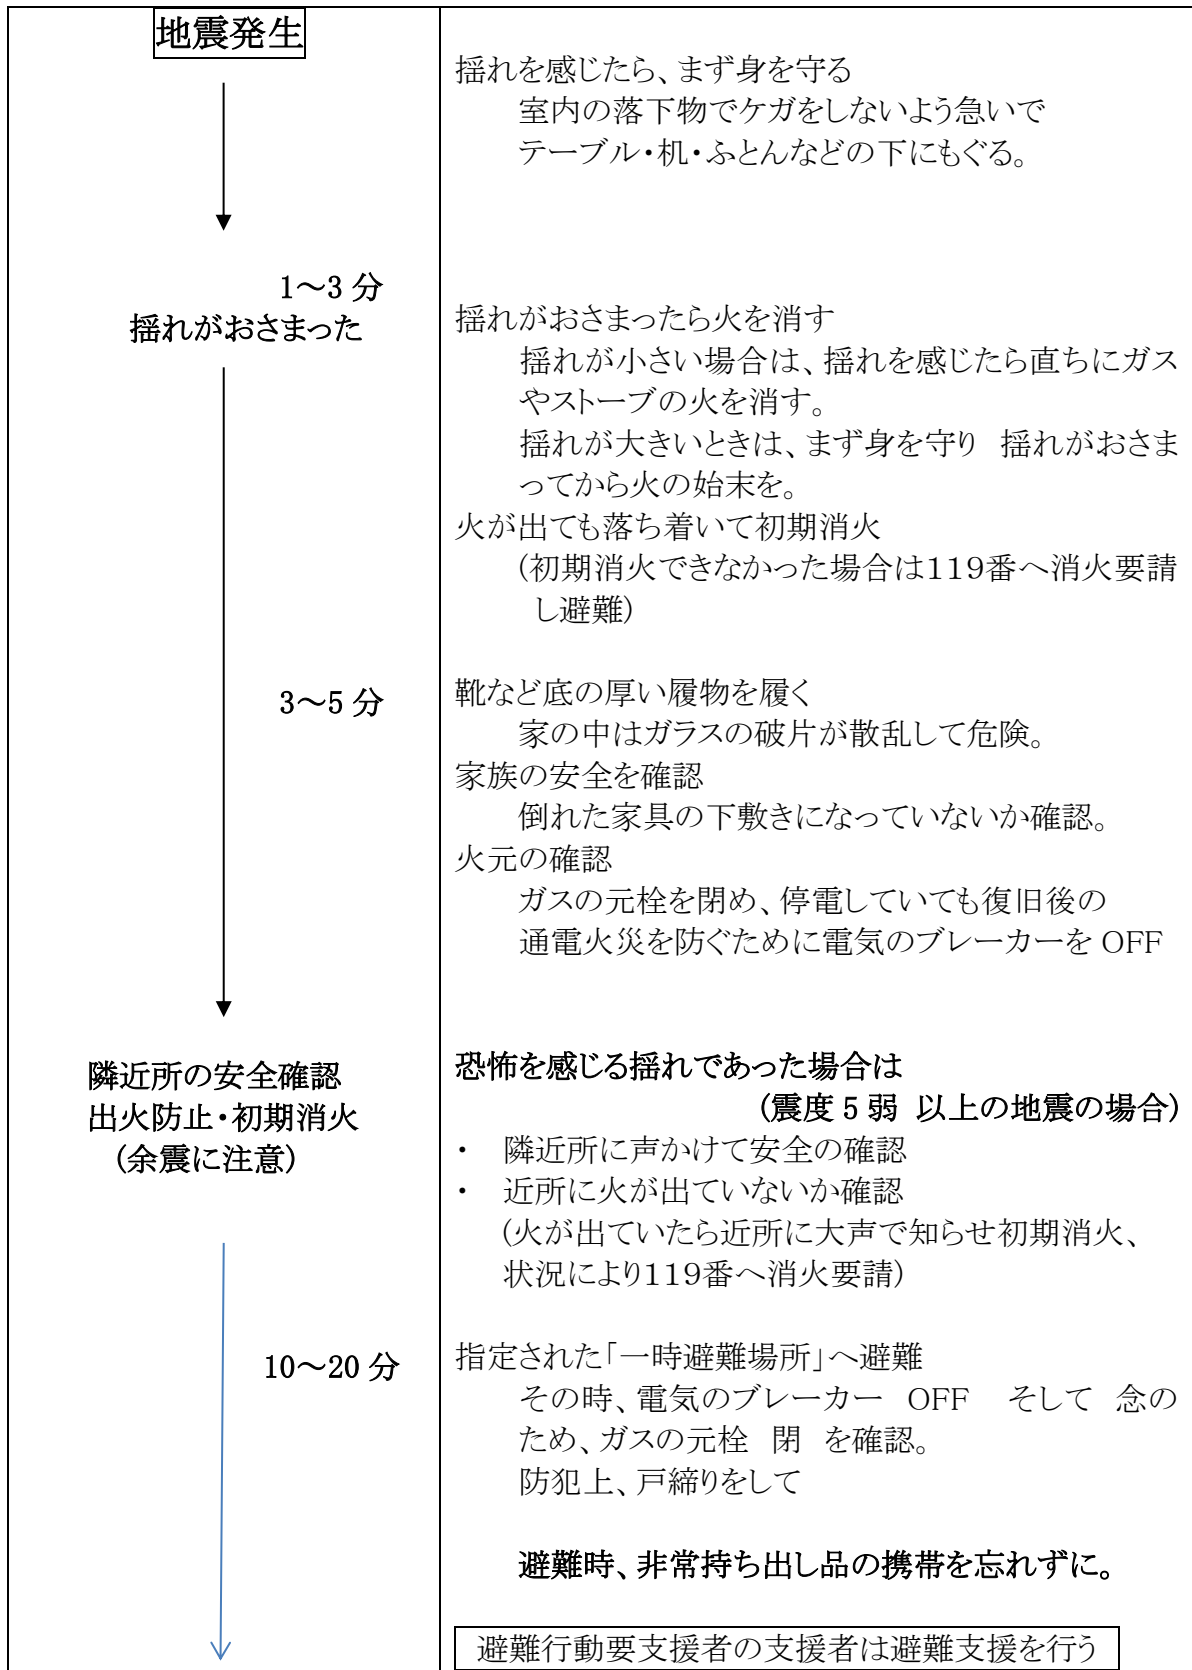 地震発生
揺れを感じたら、まず身を守る
室内の落下物でケガをしないよう急いで
テーブル・机・ふとんなどの下にもぐる。
1～3 分
揺れがおさまった
揺れがおさまったら火を消す
揺れが小さい場合は、揺れを感じたら直ちにガス
やストーブの火を消す。
揺れが大きいときは、まず身を守り 揺れがおさま
ってから火の始末を。
火が出ても落ち着いて初期消火
(初期消火できなかった場合は119番へ消火要請
し避難)
3～5 分
靴など底の厚い履物を履く
家の中はガラスの破片が散乱して危険。
家族の安全を確認
倒れた家具の下敷きになっていないか確認。
火元の確認
ガスの元栓を閉め、停電していても復旧後の
通電火災を防ぐために電気のブレーカーを OFF
隣近所の安全確認
出火防止・初期消火
(余震に注意)
恐怖を感じる揺れであった場合は
(震度 5 弱 以上の地震の場合)
・ 隣近所に声かけて安全の確認
・ 近所に火が出ていないか確認
(火が出ていたら近所に大声で知らせ初期消火、
状況により119番へ消火要請)
10～20 分
指定された「一時避難場所」へ避難
その時、電気のブレーカー OFF そして 念の
ため、ガスの元栓 閉 を確認。
防犯上、戸締りをして
避難時、非常持ち出し品の携帯を忘れずに。
避難行動要支援者の支援者は避難支援を行う